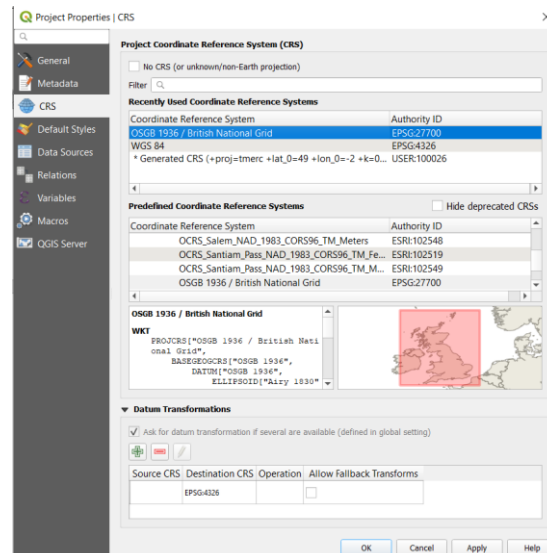 Project Properties | CRS
General
Metadata
CRS
Default Styles
Data Sources
Relations
Variables
Macros
QGIS Server
Project Coordinate Reference System (CRS)
No CRS (or unknown/non-Earth projection)
Filter
Recently Used Coordinate Reference Systems
Coordinate Reference System Authority ID
OSGB 1936 / British National Grid EPSG:27700
WGS 84 EPSG:4326
* Generated CRS (+proj=tmerc +lat_0=49 +lon_0=-2 +k=0... USER:100026
Predefined Coordinate Reference Systems Hide deprecated CRSs
Coordinate Reference System Authority ID
OCRS_Salem_NAD_1983_CORS96_TM_Meters ESRI:102548
OCRS_Santiam_Pass_NAD_1983_CORS96_TM_Fe... ESRI:102519
OCRS_Santiam_Pass_NAD_1983_CORS96_TM_M... ESRI:102549
OSGB 1936 / British National Grid EPSG:27700
OSGB 1936 / British National Grid
WKT
PROJCRS["OSGB 1936 / British Nati
onal Grid",
BASEGEOGCRS["OSGB 1936",
DATUM["OSGB 1936",
ELLIPSOID["Airy 1830"
Datum Transformations
Ask for datum transformation if several are available (defined in global setting)
Source CRS Destination CRS Operation Allow Fallback Transforms
EPSG:4326
OK Cancel Apply Help